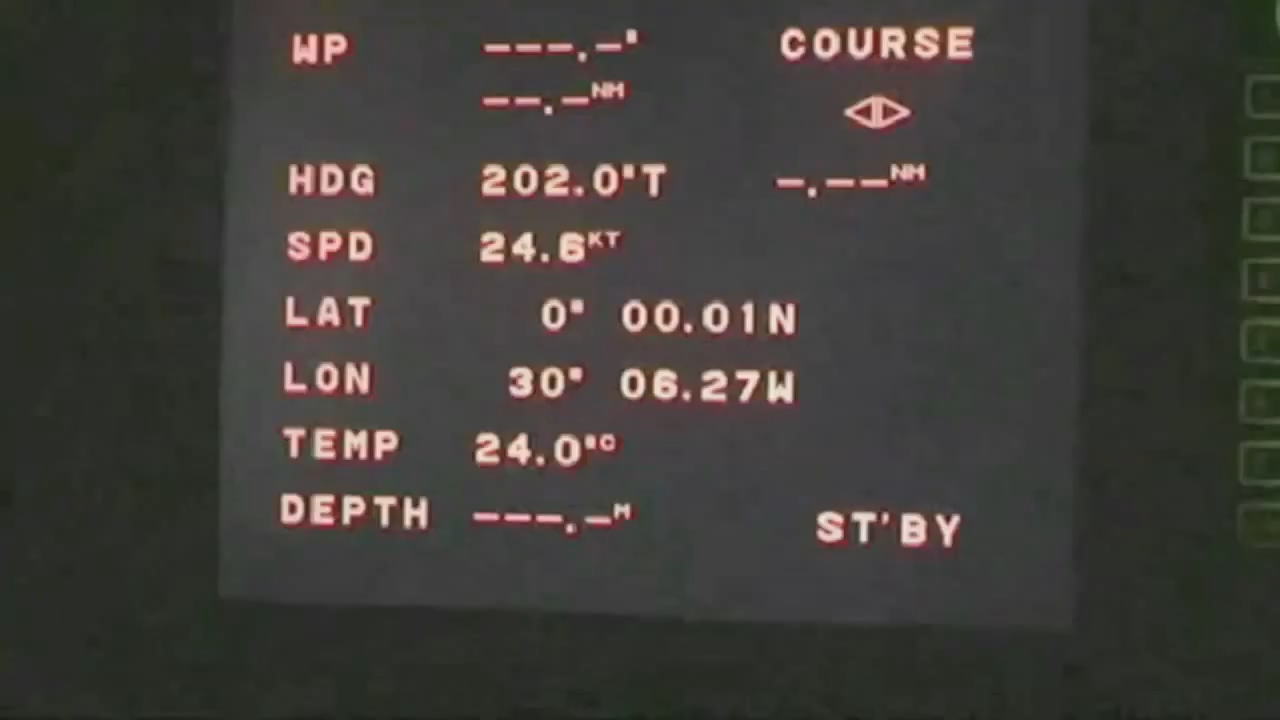 WP ---.-° COURSE
--.-NM
HDG 202.0°T -.--NM
SPD 24.6KT
LAT 0° 00.01N
LON 30° 06.27W
TEMP 24.0°C
DEPTH ---.-M ST'BY